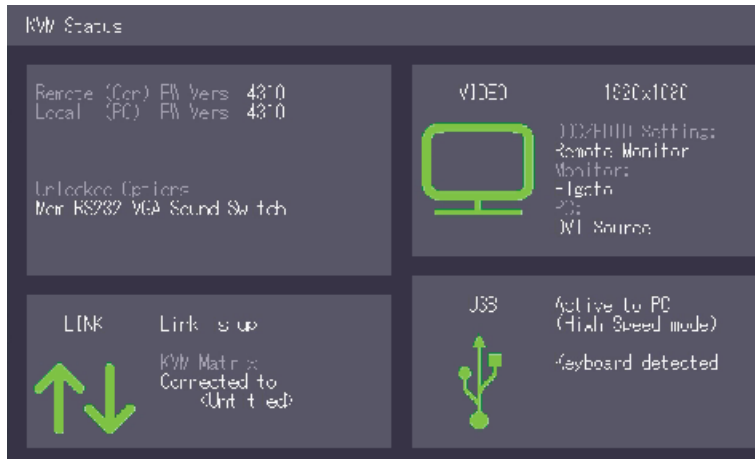 KVM Status
Remote (Con) FW Vers 4310
Local (PC) FW Vers 4310
Unlocked Options
Mem RS232 VGA Sound Switch
VIDEO 1920x1080
DDC/EDID Setting:
Remote Monitor
Monitor:
Elgato
PC:
DVI Source
LINK Link is up
KVM Matrix
Connected to
<Untitled>
USB Active to PC
(High Speed mode)
Keyboard detected